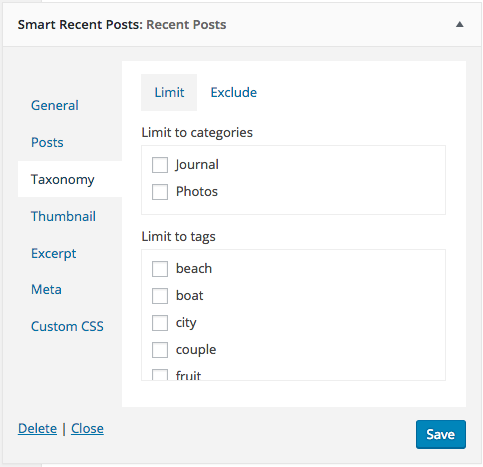 Smart Recent Posts: Recent Posts
General
Posts
Taxonomy
Thumbnail
Excerpt
Meta
Custom CSS
Limit Exclude
Limit to categories
Journal
Photos
Limit to tags
beach
boat
city
couple
fruit
Delete | Close
Save